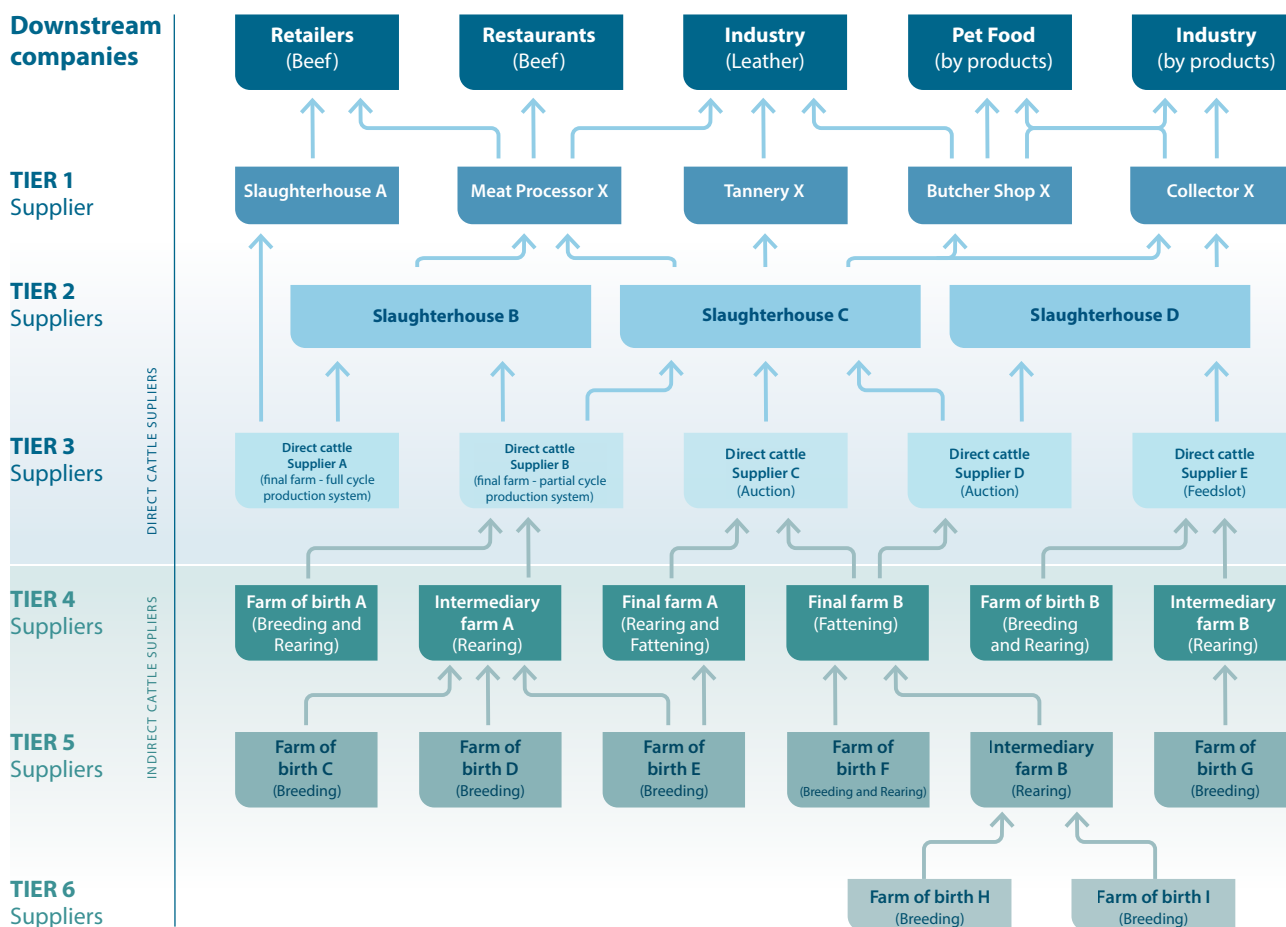 Downstream
companies
Retailers
(Beef)
Restaurants
(Beef)
Industry
(Leather)
Pet Food
(by products)
Industry
(by products)
TIER 1
Supplier
Slaughterhouse A
Meat Processor X
Tannery X
Butcher Shop X
Collector X
TIER 2
Suppliers
Slaughterhouse B
Slaughterhouse C
Slaughterhouse D
DIRECT CATTLE SUPLIERS
TIER 3
Suppliers
Direct cattle
Supplier A
(final farm - full cycle
production system)
Direct cattle
Supplier B
(final farm - partial cycle
production system)
Direct cattle
Supplier C
(Auction)
Direct cattle
Supplier D
(Auction)
Direct cattle
Supplier E
(Feedslot)
INDIRECT CATTLE SUPLIERS
TIER 4
Suppliers
Farm of birth A
(Breeding and
Rearing)
Intermediary
farm A
(Rearing)
Final farm A
(Rearing and
Fattening)
Final farm B
(Fattening)
Farm of birth B
(Breeding
and Rearing)
Intermediary
farm B
(Rearing)
TIER 5
Suppliers
Farm of
birth C
(Breeding)
Farm of
birth D
(Breeding)
Farm of
birth E
(Breeding)
Farm of
birth F
(Breeding and Rearing)
Intermediary
farm B
(Rearing)
Farm of
birth G
(Breeding)
TIER 6
Suppliers
Farm of birth H
(Breeding)
Farm of birth I
(Breeding)